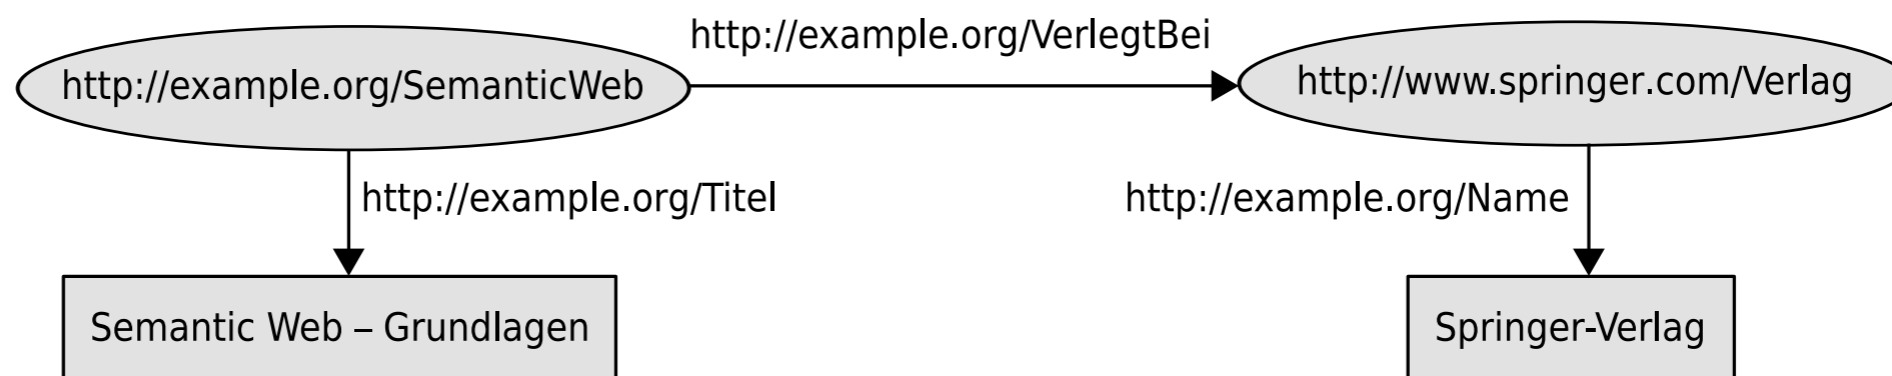 http://example.org/VerlegtBei
http://example.org/SemanticWeb
http://www.springer.com/Verlag
http://example.org/Titel
http://example.org/Name
Semantic Web – Grundlagen
Springer-Verlag